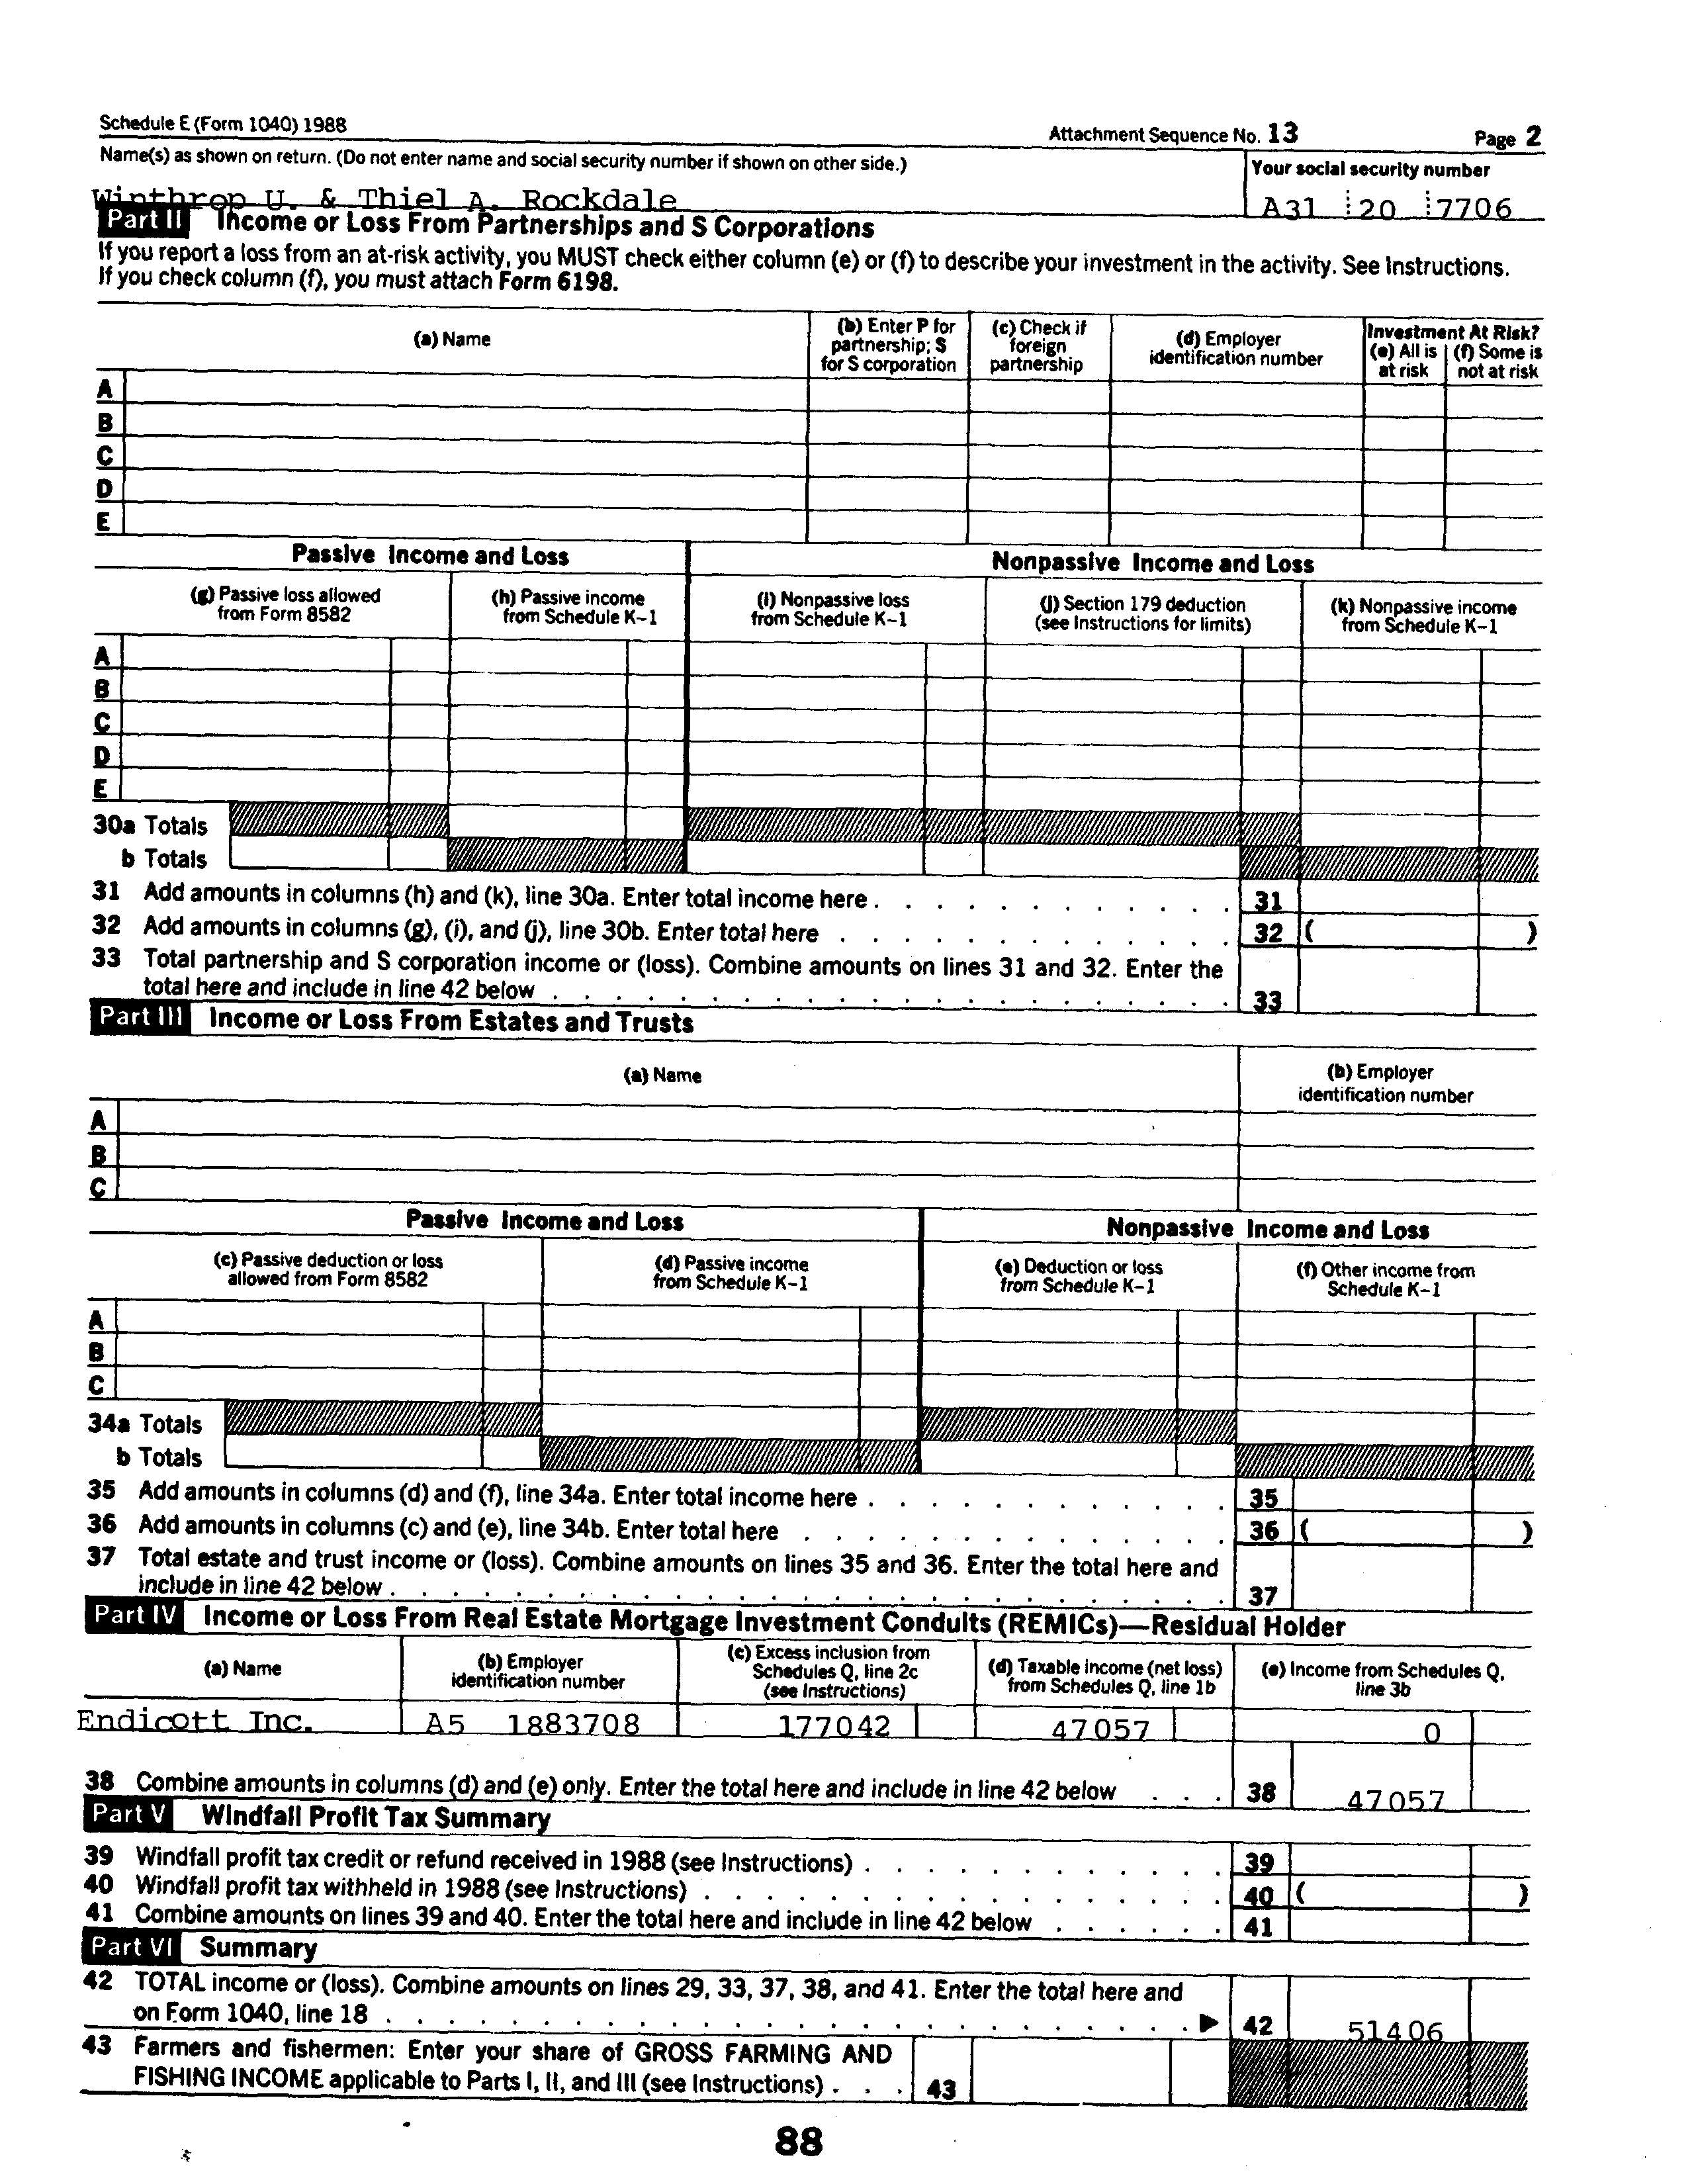 Schedule E (Form 1040) 1988 Attachment Sequence No. 13 Page 2
Name(s) as shown on return. (Do not enter name and social security number if shown on other side.) Your social security number
Winthrop U. & Thiel A. Rockdale A31 20 7706
Part II Income or Loss From Partnerships and S Corporations
If you report a loss from an at-risk activity, you MUST check either column (e) or (f) to describe your investment in the activity. See Instructions.
If you check column (f), you must attach Form 6198.
(a) Name
(b) Enter P for partnership; S for S corporation
(c) Check if foreign partnership
(d) Employer identification number
Investment At Risk?
(e) All is at risk
(f) Some is not at risk
A
B
C
D
E
Passive Income and Loss Nonpassive Income and Loss
(g) Passive loss allowed from Form 8582
(h) Passive income from Schedule K-1
(i) Nonpassive loss from Schedule K-1
(j) Section 179 deduction (see Instructions for limits)
(k) Nonpassive income from Schedule K-1
A
B
C
D
E
30a Totals
b Totals
31 Add amounts in columns (h) and (k), line 30a. Enter total income here . . . . . . . . . . . . 31
32 Add amounts in columns (g), (i), and (j), line 30b. Enter total here . . . . . . . . . . . . . 32 ( )
33 Total partnership and S corporation income or (loss). Combine amounts on lines 31 and 32. Enter the
total here and include in line 42 below . . . . . . . . . . . . . . . . . . . . . . 33
Part III Income or Loss From Estates and Trusts
(a) Name
(b) Employer identification number
A
B
C
Passive Income and Loss Nonpassive Income and Loss
(c) Passive deduction or loss allowed from Form 8582
(d) Passive income from Schedule K-1
(e) Deduction or loss from Schedule K-1
(f) Other income from Schedule K-1
A
B
C
34a Totals
b Totals
35 Add amounts in columns (d) and (f), line 34a. Enter total income here . . . . . . . . . . . . 35
36 Add amounts in columns (c) and (e), line 34b. Enter total here . . . . . . . . . . . . . . 36 ( )
37 Total estate and trust income or (loss). Combine amounts on lines 35 and 36. Enter the total here and
include in line 42 below . . . . . . . . . . . . . . . . . . . . . . . . . . 37
Part IV Income or Loss From Real Estate Mortgage Investment Conduits (REMICs)—Residual Holder
(a) Name
(b) Employer identification number
(c) Excess inclusion from Schedules Q, line 2c (see Instructions)
(d) Taxable income (net loss) from Schedules Q, line 1b
(e) Income from Schedules Q, line 3b
Endicott Inc. A5 1883708 177042 47057 0
38 Combine amounts in columns (d) and (e) only. Enter the total here and include in line 42 below . . . 38 47057
Part V Windfall Profit Tax Summary
39 Windfall profit tax credit or refund received in 1988 (see Instructions) . . . . . . . . . . . . 39
40 Windfall profit tax withheld in 1988 (see Instructions) . . . . . . . . . . . . . . . . . 40 ( )
41 Combine amounts on lines 39 and 40. Enter the total here and include in line 42 below . . . . . . 41
Part VI Summary
42 TOTAL income or (loss). Combine amounts on lines 29, 33, 37, 38, and 41. Enter the total here and
on Form 1040, line 18 . . . . . . . . . . . . . . . . . . . . . . . . . . ▶ 42 51406
43 Farmers and fishermen: Enter your share of GROSS FARMING AND
FISHING INCOME applicable to Parts I, II, and III (see Instructions) . . . 43
88